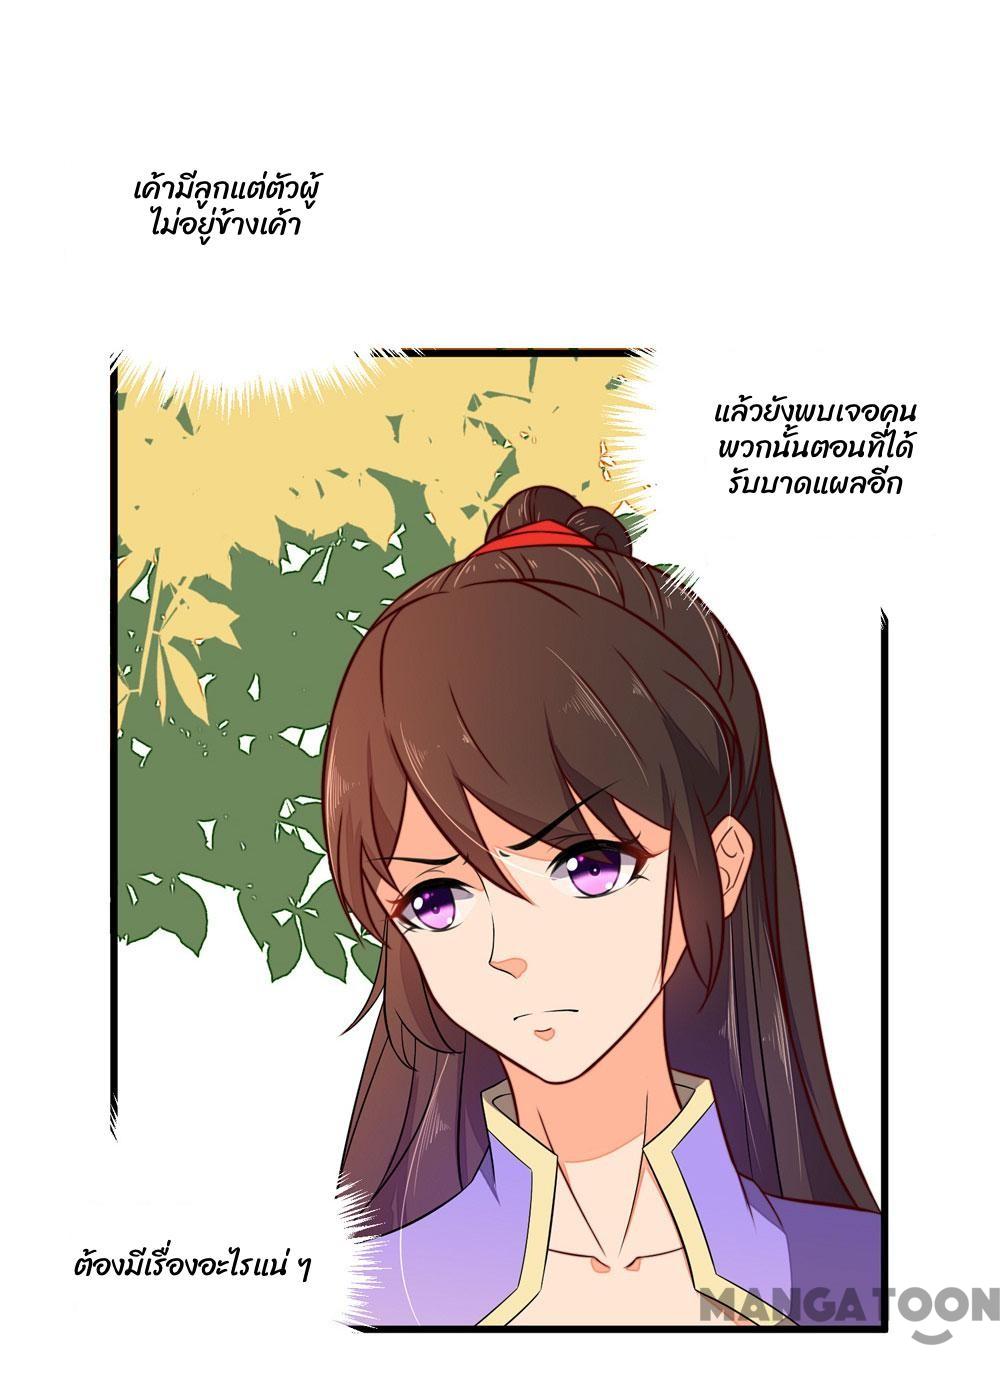 เค้ามีลูกแต่ตัวผู้
ไม่อยู่ข้างเค้า
แล้วยังพบเจอคน
พวกนั้นตอนที่ได้
รับบาดแผลอีก
ต้องมีเรื่องอะไรแน่ ๆ
MANGATOON